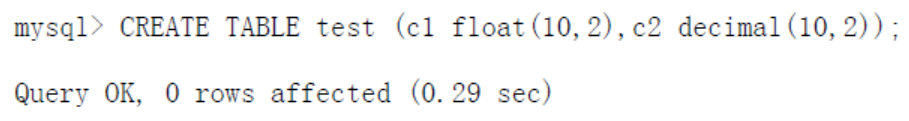 mysql> CREATE TABLE test (c1 float(10,2),c2 decimal(10,2));
Query OK, 0 rows affected (0.29 sec)